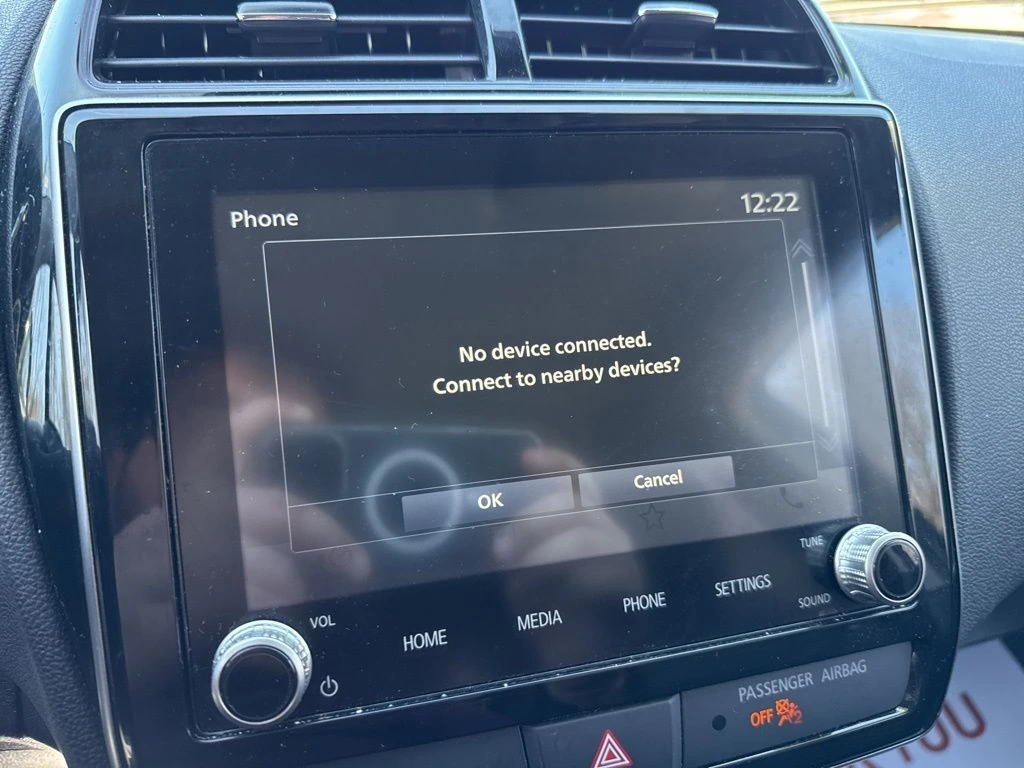 Phone
12:22
No device connected.
Connect to nearby devices?
OK
Cancel
TUNE
SOUND
VOL
HOME
MEDIA
PHONE
SETTINGS
PASSENGER AIRBAG
OFF
YOU